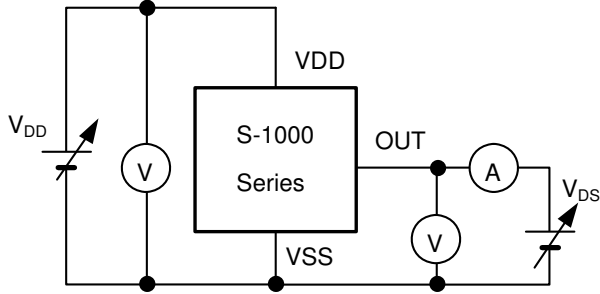 VDD
V_DD
S-1000
Series
V
OUT
A
V_DS
V
VSS